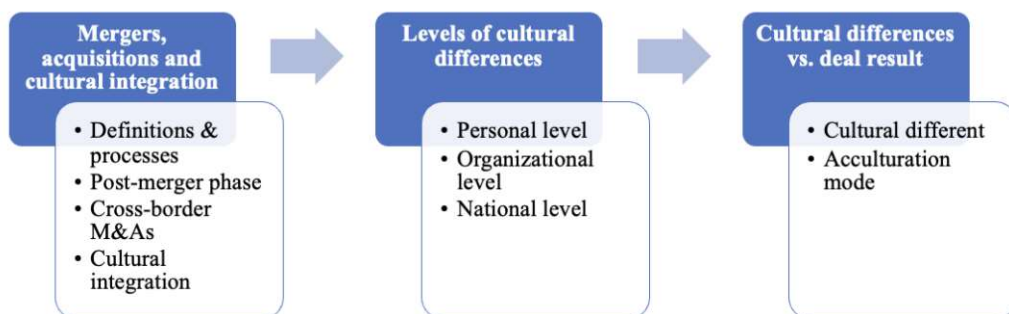 Mergers,
acquisitions and
cultural integration
• Definitions &
processes
• Post-merger phase
• Cross-border
M&As
• Cultural
integration
Levels of cultural
differences
• Personal level
• Organizational
level
• National level
Cultural differences
vs. deal result
• Cultural different
• Acculturation
mode